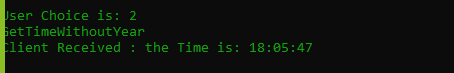 User Choice is: 2
GetTimeWithoutYear
Client Received : the Time is: 18:05:47